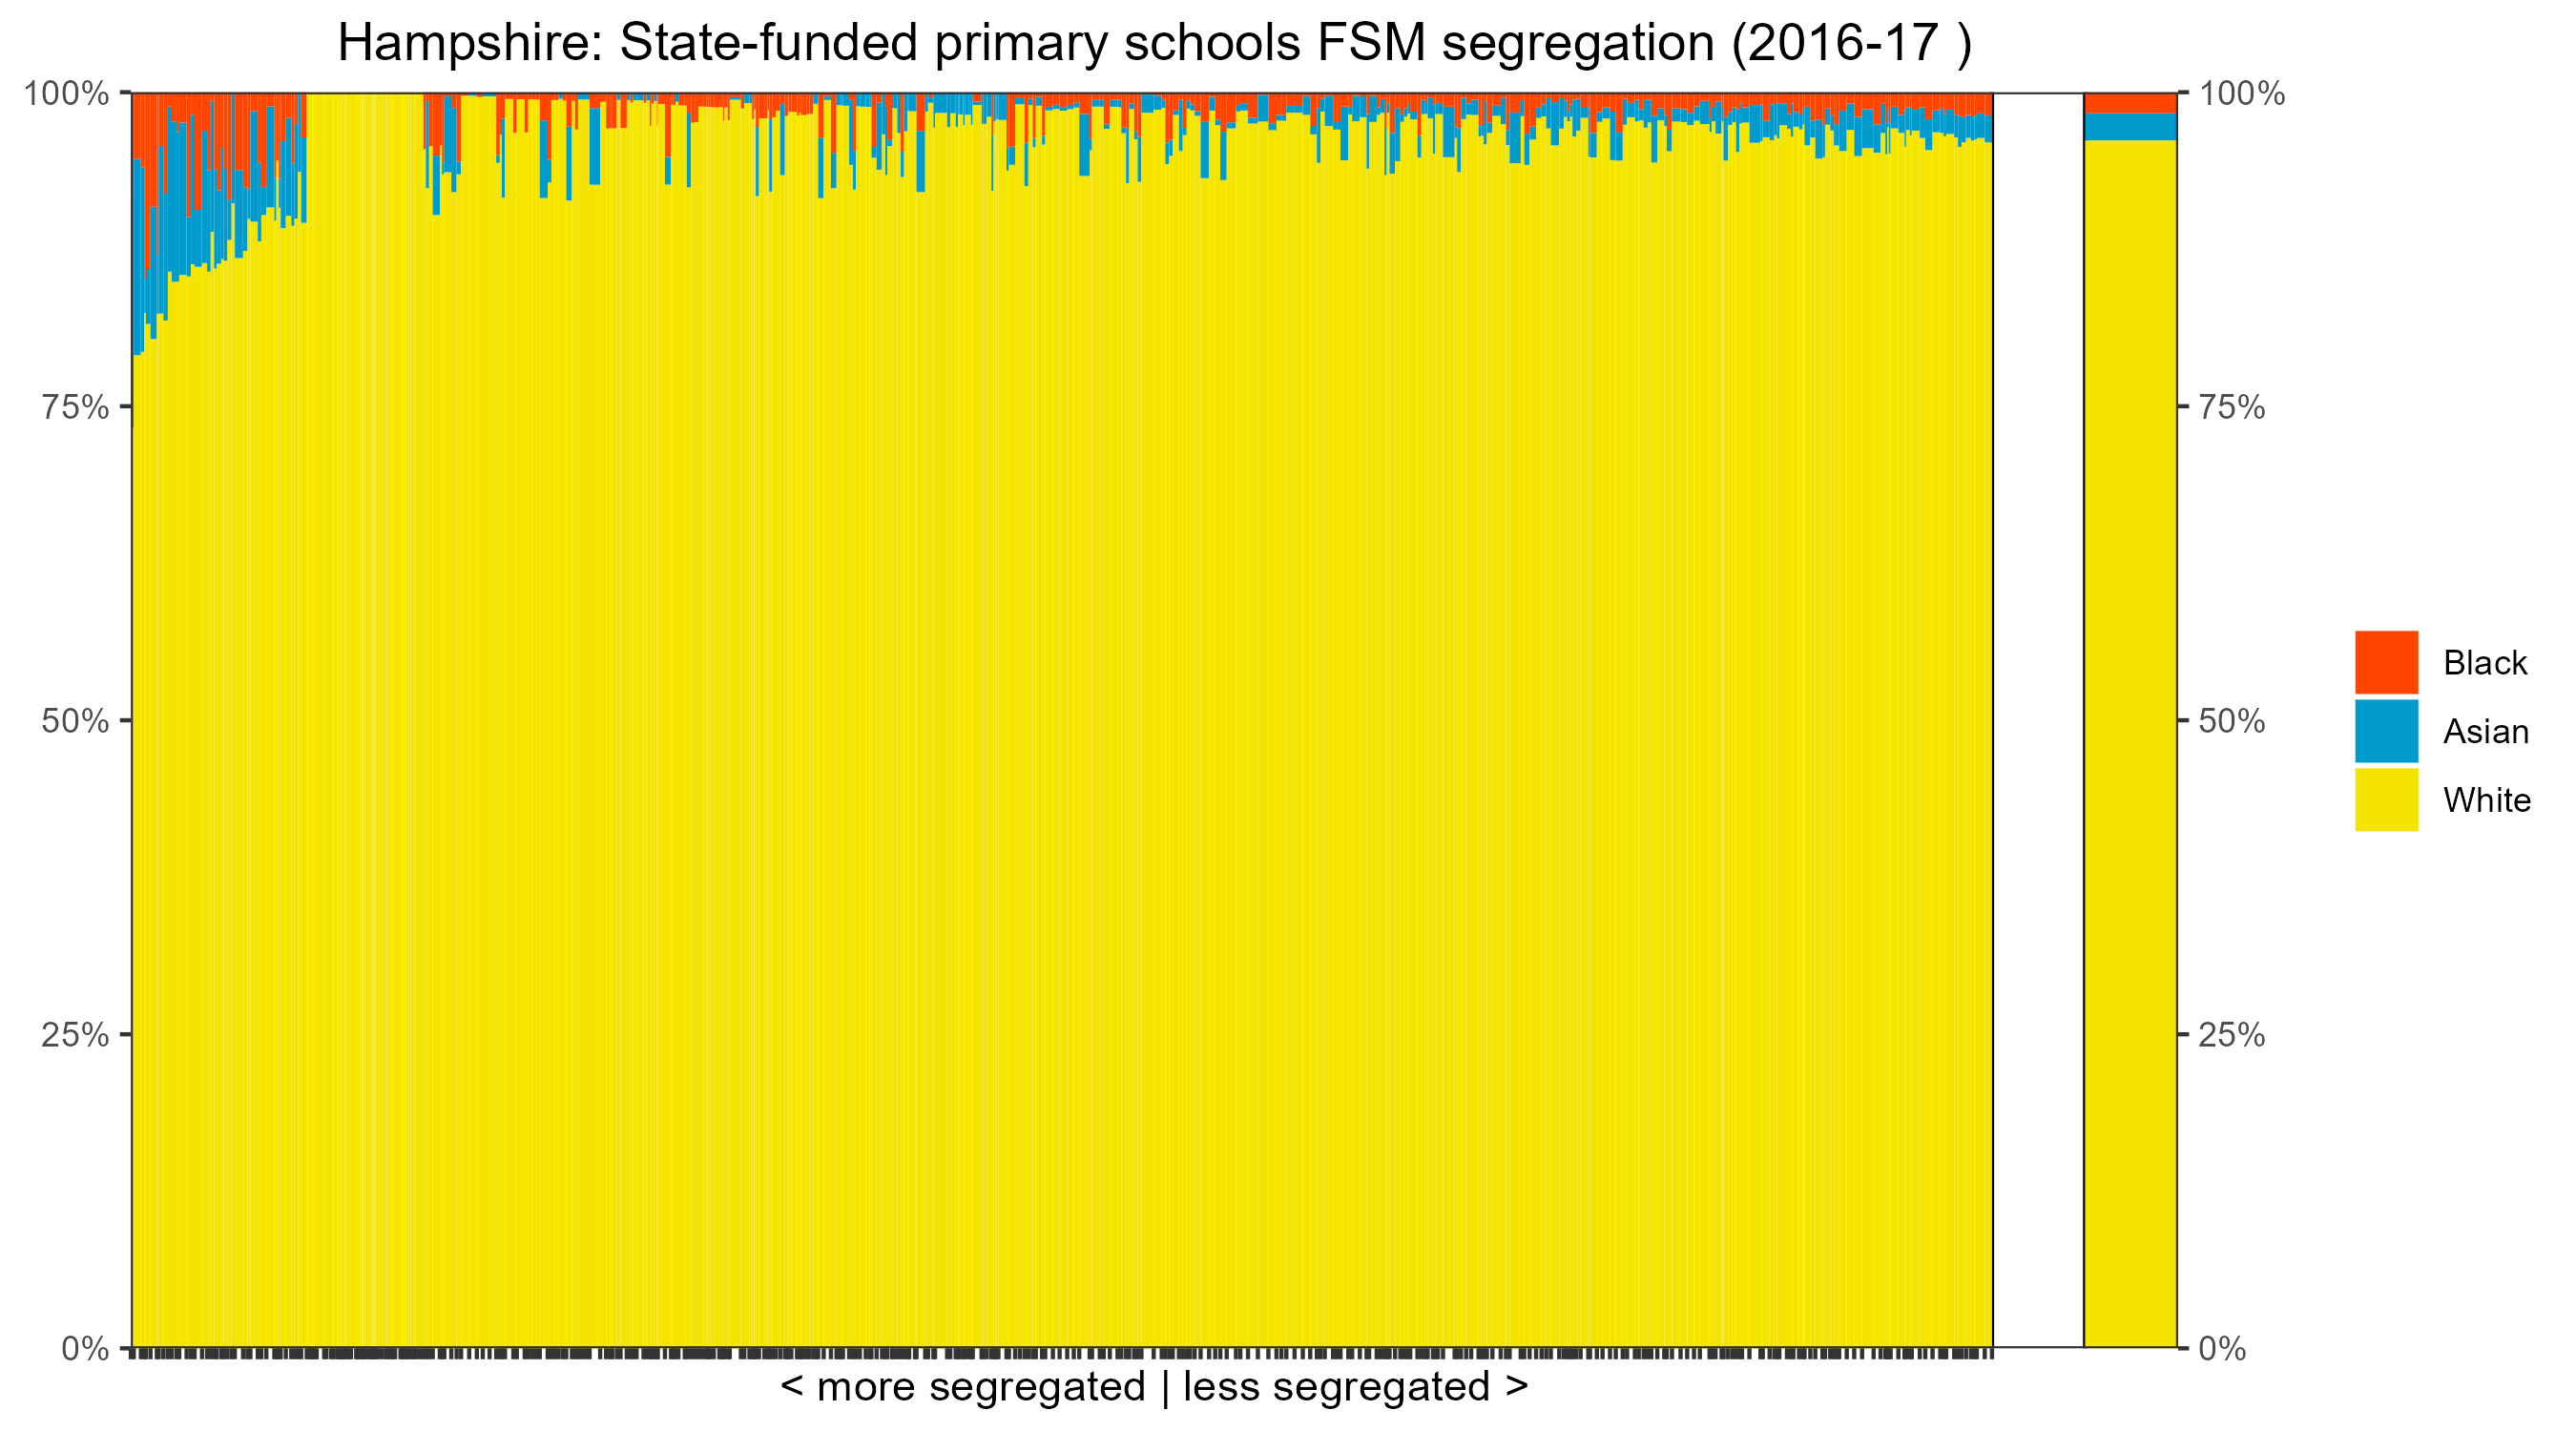 Hampshire: State-funded primary schools FSM segregation (2016-17 )
100%
75%
50%
25%
0%
100%
75%
50%
25%
0%
Black
Asian
White
< more segregated | less segregated >